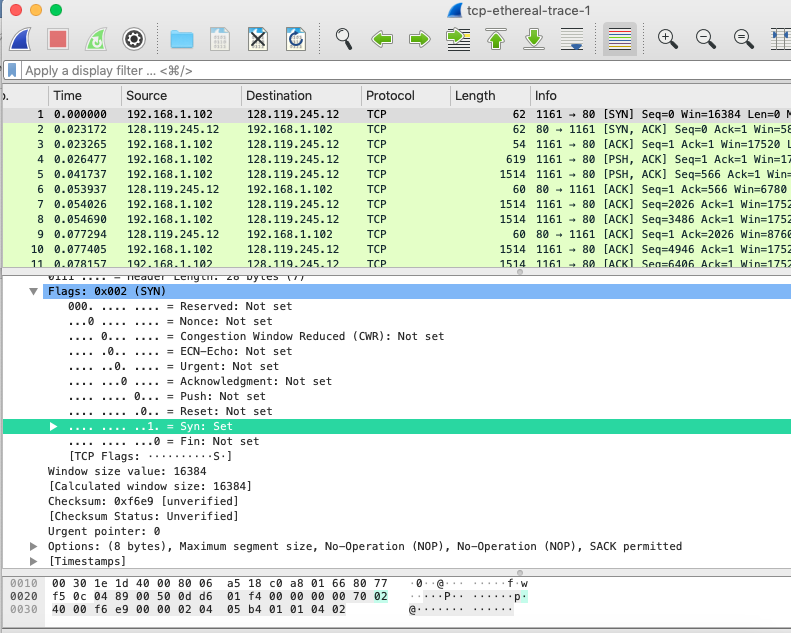 tcp-ethereal-trace-1
Apply a display filter ... <⌘/>
o. Time Source Destination Protocol Length Info
1 0.000000 192.168.1.102 128.119.245.12 TCP 62 1161 → 80 [SYN] Seq=0 Win=16384 Len=0 M
2 0.023172 128.119.245.12 192.168.1.102 TCP 62 80 → 1161 [SYN, ACK] Seq=0 Ack=1 Win=58
3 0.023265 192.168.1.102 128.119.245.12 TCP 54 1161 → 80 [ACK] Seq=1 Ack=1 Win=17520 L
4 0.026477 192.168.1.102 128.119.245.12 TCP 619 1161 → 80 [PSH, ACK] Seq=1 Ack=1 Win=17
5 0.041737 192.168.1.102 128.119.245.12 TCP 1514 1161 → 80 [PSH, ACK] Seq=566 Ack=1 Win=
6 0.053937 128.119.245.12 192.168.1.102 TCP 60 80 → 1161 [ACK] Seq=1 Ack=566 Win=6780
7 0.054026 192.168.1.102 128.119.245.12 TCP 1514 1161 → 80 [ACK] Seq=2026 Ack=1 Win=1752
8 0.054690 192.168.1.102 128.119.245.12 TCP 1514 1161 → 80 [ACK] Seq=3486 Ack=1 Win=1752
9 0.077294 128.119.245.12 192.168.1.102 TCP 60 80 → 1161 [ACK] Seq=1 Ack=2026 Win=8760
10 0.077405 192.168.1.102 128.119.245.12 TCP 1514 1161 → 80 [ACK] Seq=4946 Ack=1 Win=1752
11 0.078157 192.168.1.102 128.119.245.12 TCP 1514 1161 → 80 [ACK] Seq=6406 Ack=1 Win=1752
0111 .... = Header Length: 28 bytes (7)
Flags: 0x002 (SYN)
000. .... .... = Reserved: Not set
...0 .... .... = Nonce: Not set
.... 0... .... = Congestion Window Reduced (CWR): Not set
.... .0.. .... = ECN-Echo: Not set
.... ..0. .... = Urgent: Not set
.... ...0 .... = Acknowledgment: Not set
.... .... 0... = Push: Not set
.... .... .0.. = Reset: Not set
.... .... ..1. = Syn: Set
.... .... ...0 = Fin: Not set
[TCP Flags: ··········S·]
Window size value: 16384
[Calculated window size: 16384]
Checksum: 0xf6e9 [unverified]
[Checksum Status: Unverified]
Urgent pointer: 0
Options: (8 bytes), Maximum segment size, No-Operation (NOP), No-Operation (NOP), SACK permitted
[Timestamps]
0010 00 30 1e 1d 40 00 80 06 a5 18 c0 a8 01 66 80 77 ·0··@··· ·····f·w
0020 f5 0c 04 89 00 50 0d d6 01 f4 00 00 00 00 70 02 ·····P·· ······p·
0030 40 00 f6 e9 00 00 02 04 05 b4 01 01 04 02 @······· ······